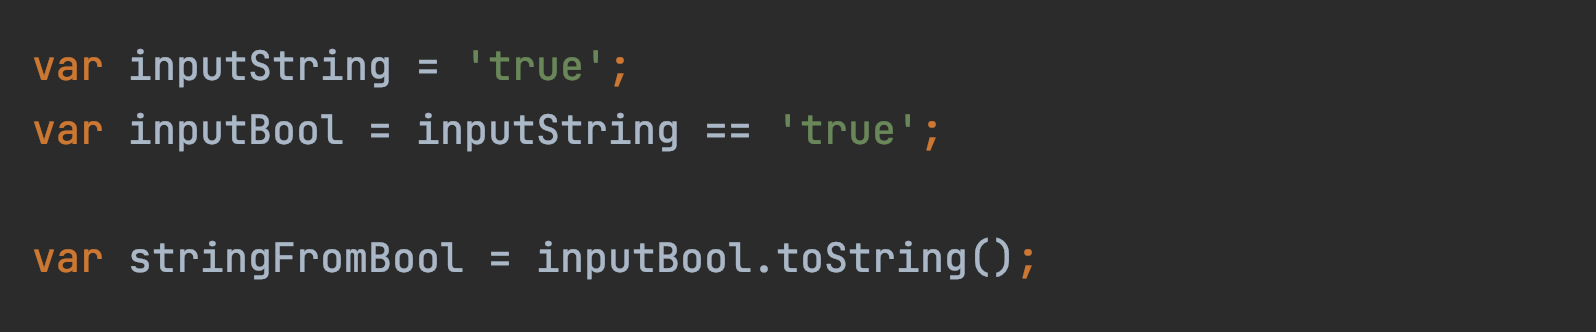 var inputString = 'true';
var inputBool = inputString == 'true';
var stringFromBool = inputBool.toString();